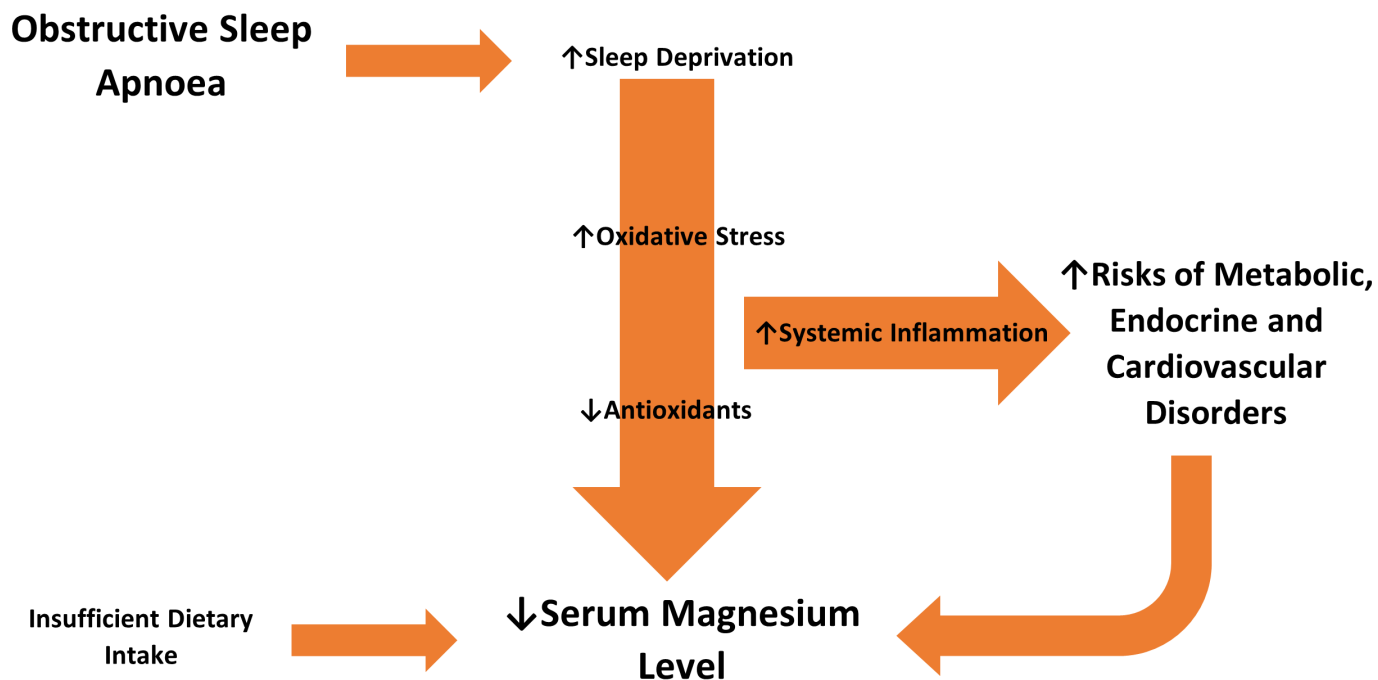 Obstructive Sleep
Apnoea
↑Sleep Deprivation
↑Oxidative Stress
↑Systemic Inflammation
↓Antioxidants
↑Risks of Metabolic,
Endocrine and
Cardiovascular
Disorders
Insufficient Dietary
Intake
↓Serum Magnesium
Level